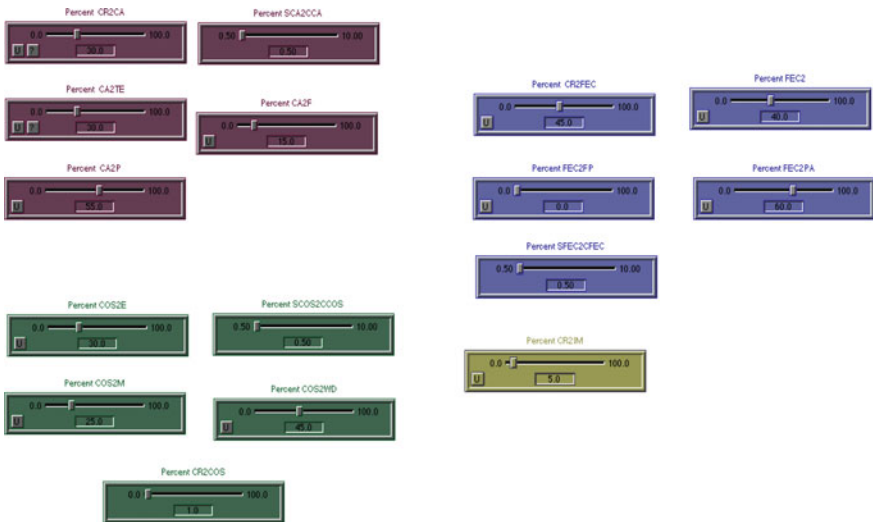 Percent CR2CA
0.0 100.0
U ? 30.0
Percent SCA2CCA
0.50 10.00
0.50
Percent CA2TE
0.0 100.0
U ? 30.0
Percent CA2F
0.0 100.0
U 15.0
Percent CA2P
0.0 100.0
U 55.0
Percent CR2FEC
0.0 100.0
U 45.0
Percent FEC2
0.0 100.0
U 40.0
Percent FEC2FP
0.0 100.0
U 0.0
Percent FEC2PA
0.0 100.0
U 60.0
Percent SFEC2CFEC
0.50 10.00
0.50
Percent COS2E
0.0 100.0
U 30.0
Percent SCOS2CCOS
0.50 10.00
0.50
Percent COS2M
0.0 100.0
U 25.0
Percent COS2WD
0.0 100.0
U 45.0
Percent CR2COS
0.0 100.0
1.0
Percent CR2IM
0.0 100.0
U 5.0